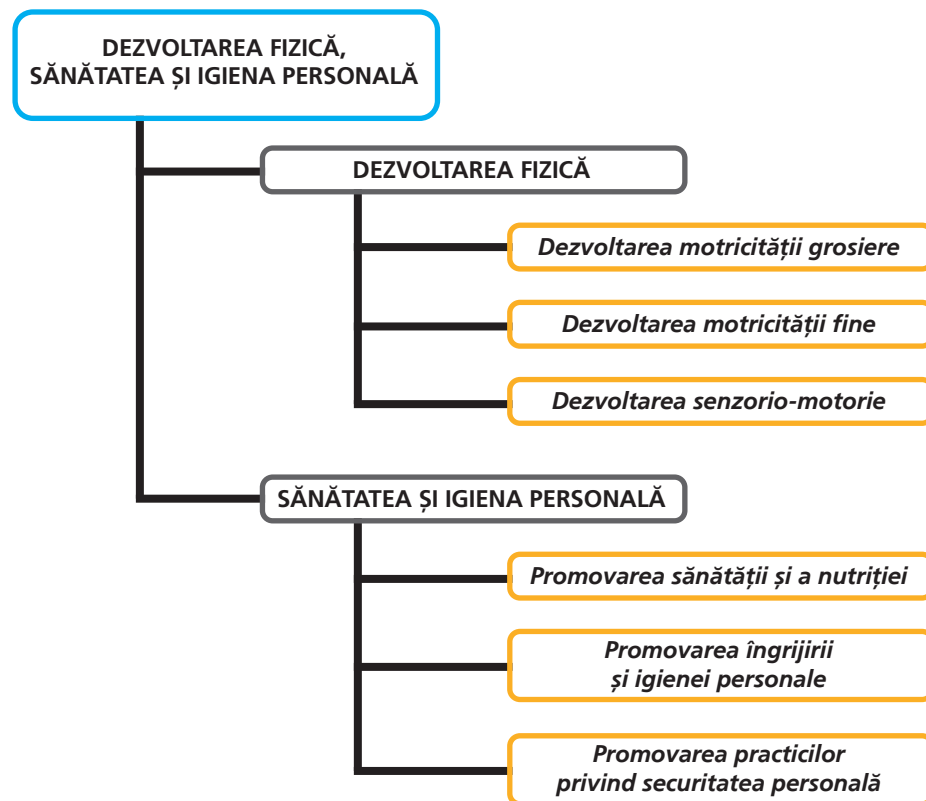 DEZVOLTAREA FIZICĂ,
SĂNĂTATEA ȘI IGIENA PERSONALĂ
DEZVOLTAREA FIZICĂ
Dezvoltarea motricității grosiere
Dezvoltarea motricității fine
Dezvoltarea senzorio-motorie
SĂNĂTATEA ȘI IGIENA PERSONALĂ
Promovarea sănătății și a nutriției
Promovarea îngrijirii
și igienei personale
Promovarea practicilor
privind securitatea personală